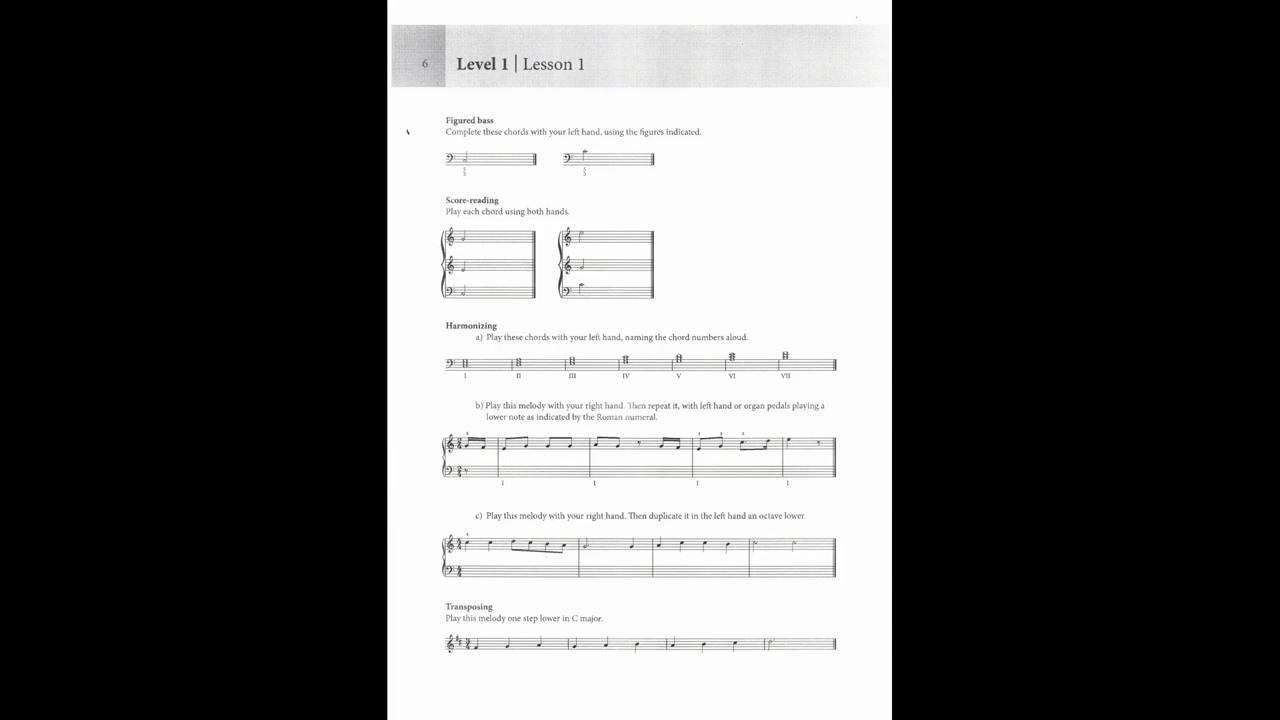 6
Level 1 | Lesson 1
Figured bass
Complete these chords with your left hand, using the figures indicated.
5 5
3 3
Score-reading
Play each chord using both hands.
Harmonizing
a) Play these chords with your left hand, naming the chord numbers aloud.
I II III IV V VI VII
b) Play this melody with your right hand. Then repeat it, with left hand or organ pedals playing a
lower note as indicated by the Roman numeral.
I I I I
c) Play this melody with your right hand. Then duplicate it in the left hand an octave lower.
Transposing
Play this melody one step lower in C major.